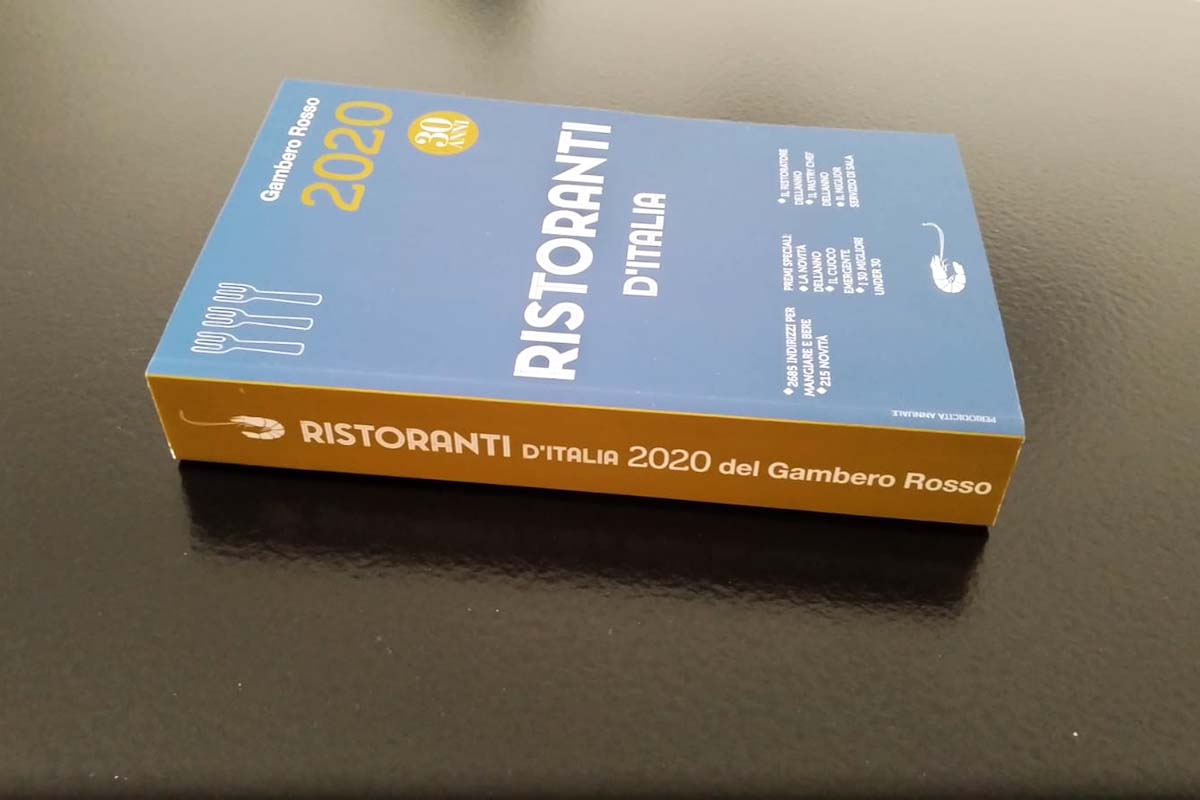 Gambero Rosso
2020
30
ANNI
RISTORANTI
D'ITALIA
◆ 2685 INDIRIZZI PER
MANGIARE E BERE
◆ 215 NOVITÀ
PREMI SPECIALI:
◆ LA NOVITÀ
DELL'ANNO
◆ IL CUOCO
EMERGENTE
◆ I 30 MIGLIORI
UNDER 30
◆ IL RISTORATORE
DELL'ANNO
◆ IL PASTRY CHEF
DELL'ANNO
◆ IL MIGLIOR
SERVIZIO DI SALA
PERIODICITÀ ANNUALE
RISTORANTI D'ITALIA 2020 del Gambero Rosso